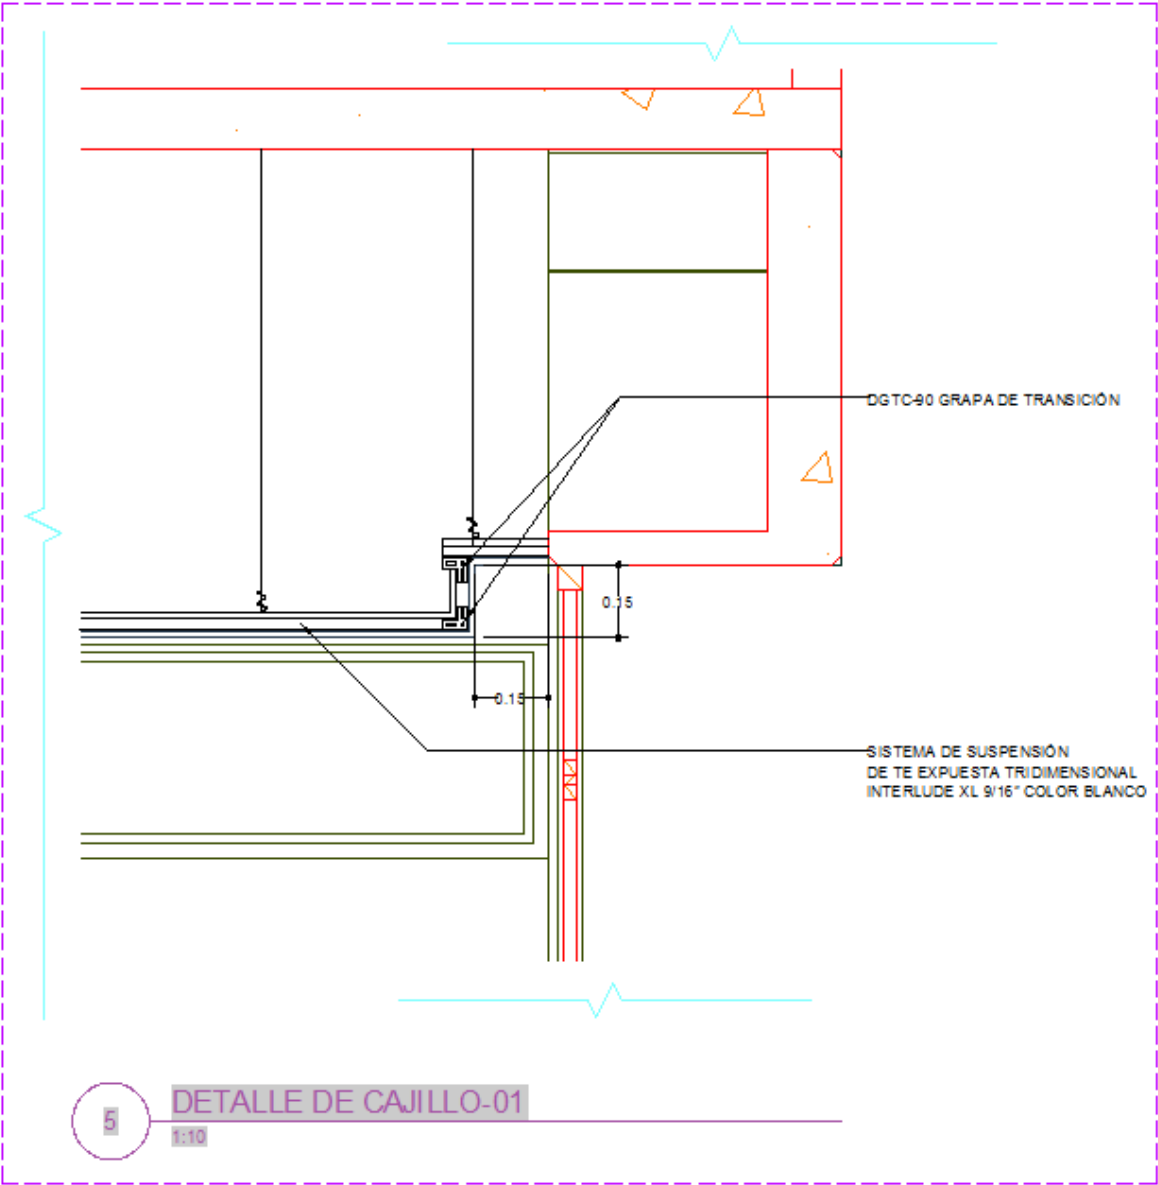 DGTC-90 GRAPA DE TRANSICIÓN
0.15
0.15
SISTEMA DE SUSPENSIÓN
DE TE EXPUESTA TRIDIMENSIONAL
INTERLUDE XL 9/16" COLOR BLANCO
5
DETALLE DE CAJILLO-01
1:10